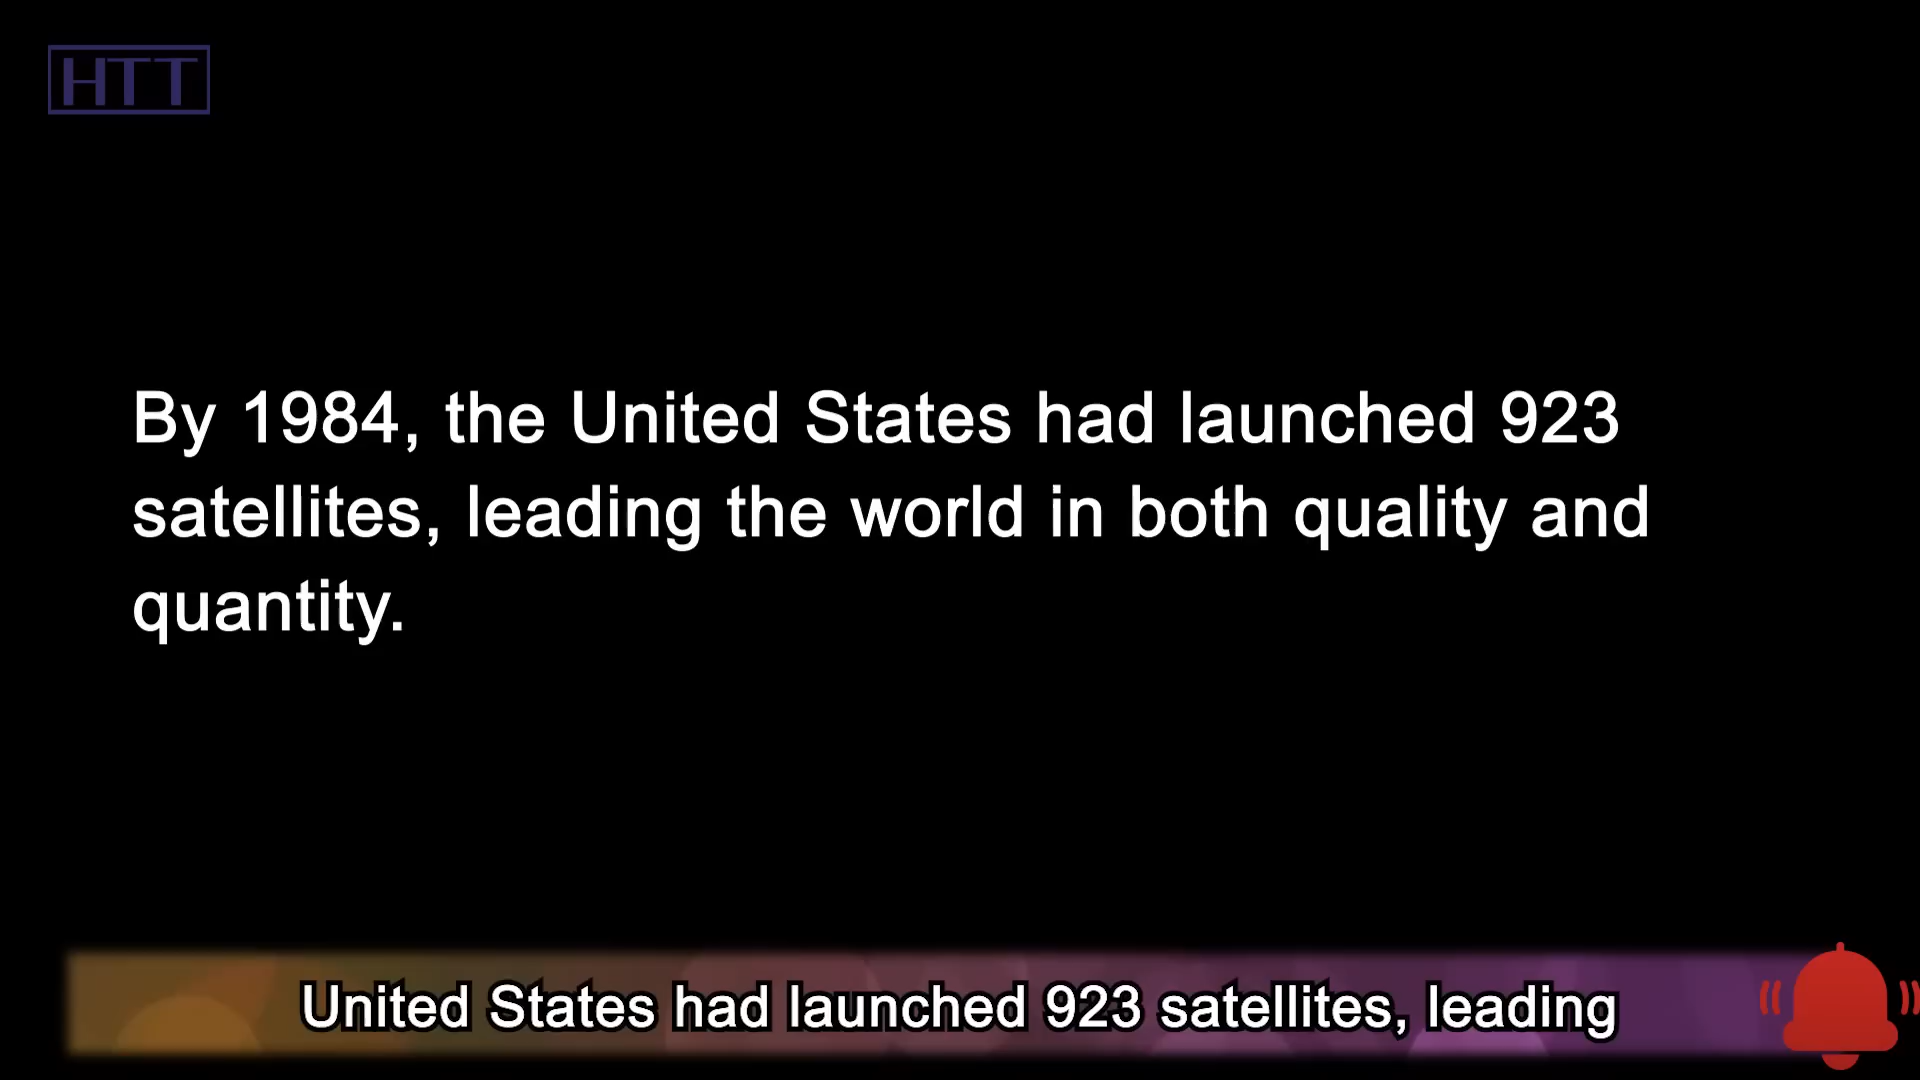 HTT
By 1984, the United States had launched 923
satellites, leading the world in both quality and
quantity.
United States had launched 923 satellites, leading